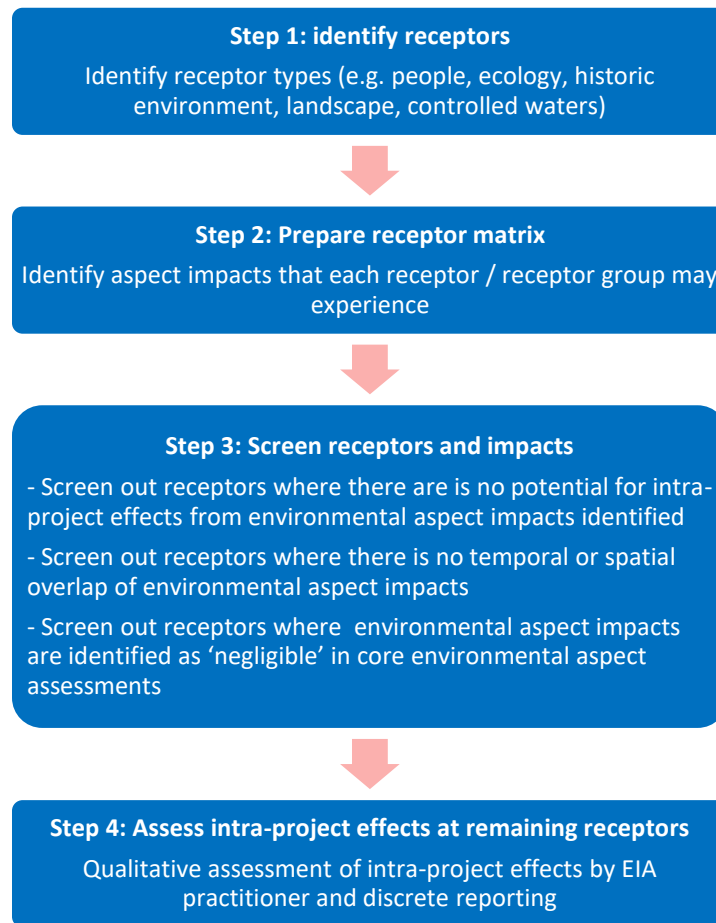 Step 1: identify receptors
Identify receptor types (e.g. people, ecology, historic
environment, landscape, controlled waters)
Step 2: Prepare receptor matrix
Identify aspect impacts that each receptor / receptor group may
experience
Step 3: Screen receptors and impacts
- Screen out receptors where there are is no potential for intra-
project effects from environmental aspect impacts identified
- Screen out receptors where there is no temporal or spatial
overlap of environmental aspect impacts
- Screen out receptors where  environmental aspect impacts
are identified as ‘negligible’ in core environmental aspect
assessments
Step 4: Assess intra-project effects at remaining receptors
Qualitative assessment of intra-project effects by EIA
practitioner and discrete reporting